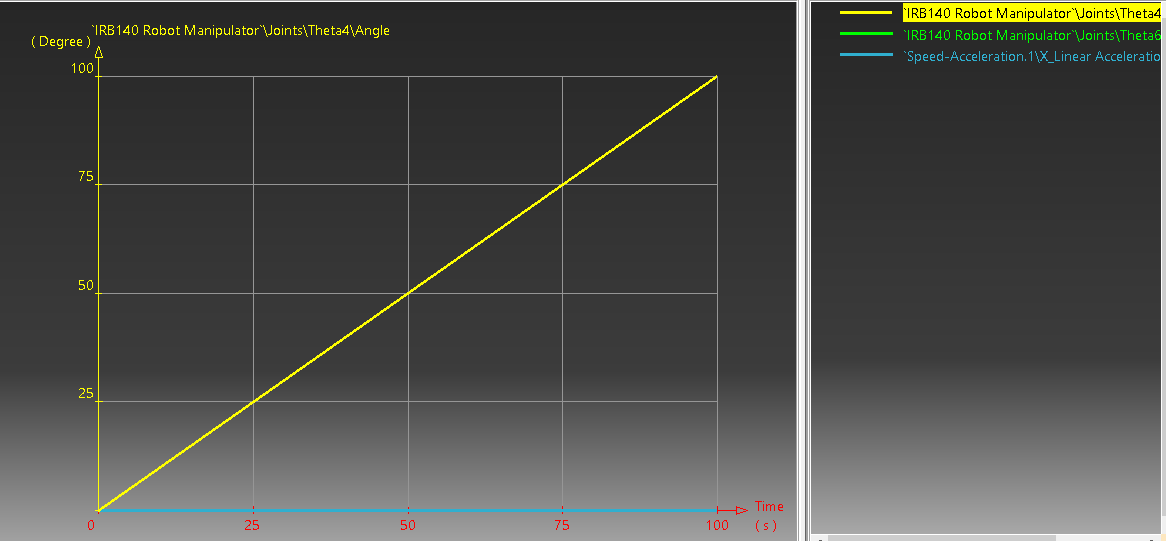 `IRB140 Robot Manipulator`\Joints\Theta4\Angle
( Degree )
100
75
50
25
0
25
50
75
100
Time
( s )
`IRB140 Robot Manipulator`\Joints\Theta4
`IRB140 Robot Manipulator`\Joints\Theta6
`Speed-Acceleration.1\X_Linear Acceleratio